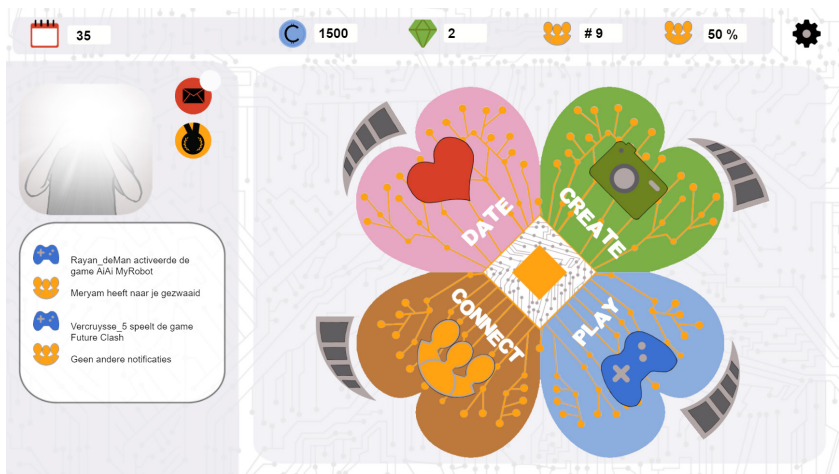 35
1500
2
# 9
50 %
DATE
CREATE
CONNECT
PLAY
Rayan_deMan activeerde de
game AiAi MyRobot
Meryam heeft naar je gezwaaid
Vercruysse_5 speelt de game
Future Clash
Geen andere notificaties